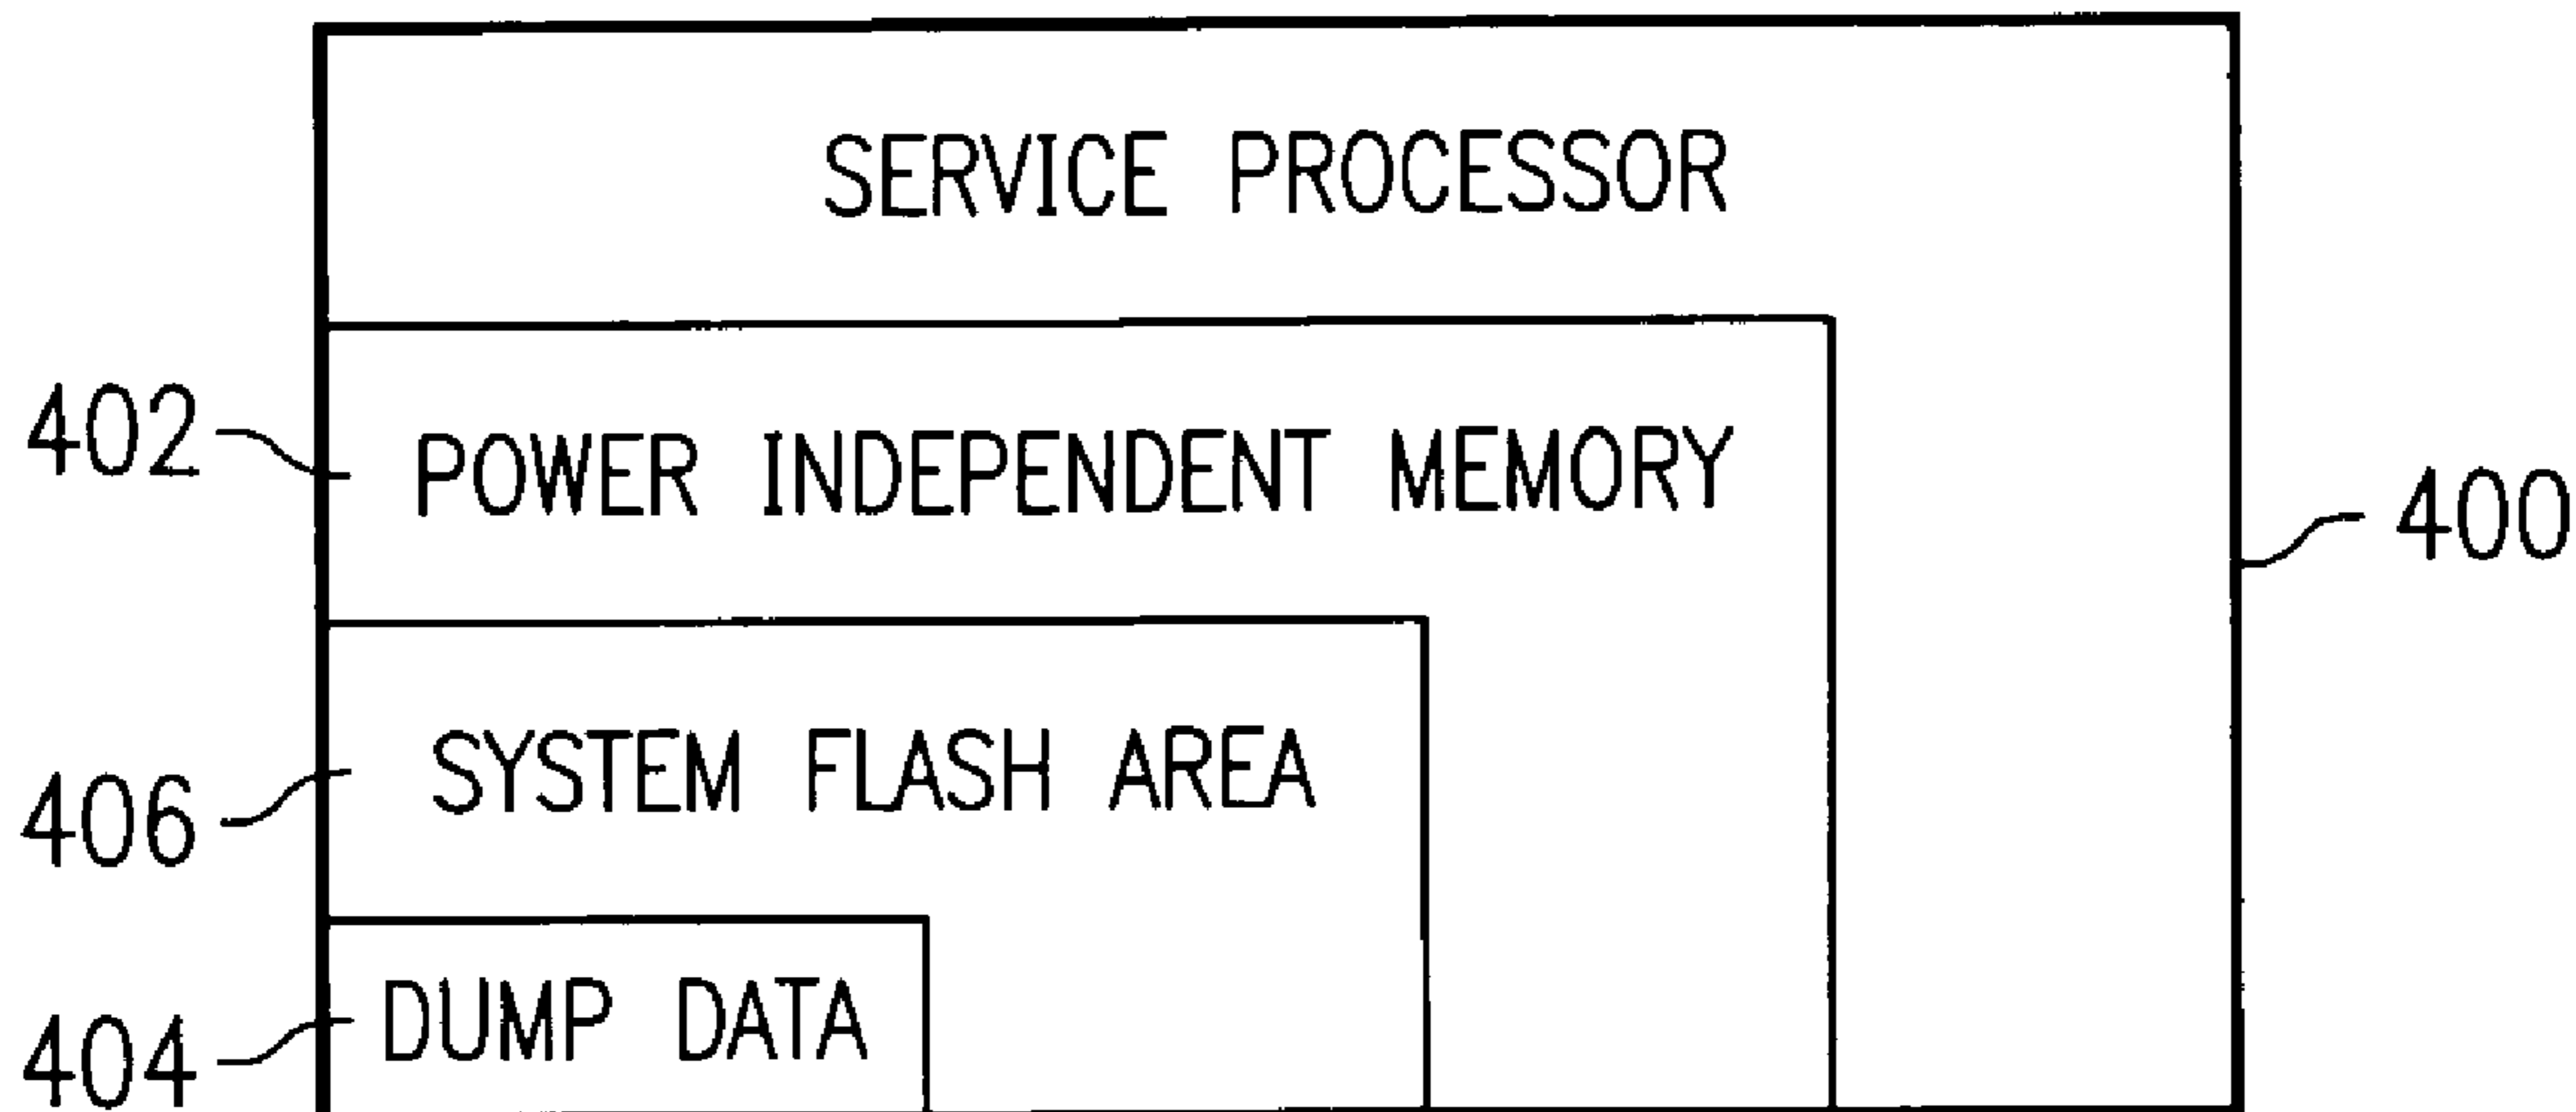 SERVICE PROCESSOR
402
POWER INDEPENDENT MEMORY
400
406
SYSTEM FLASH AREA
404
DUMP DATA